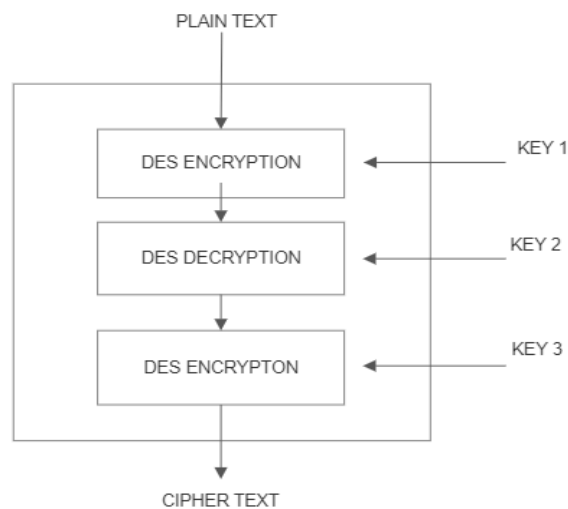 PLAIN TEXT
DES ENCRYPTION
KEY 1
DES DECRYPTION
KEY 2
DES ENCRYPTON
KEY 3
CIPHER TEXT